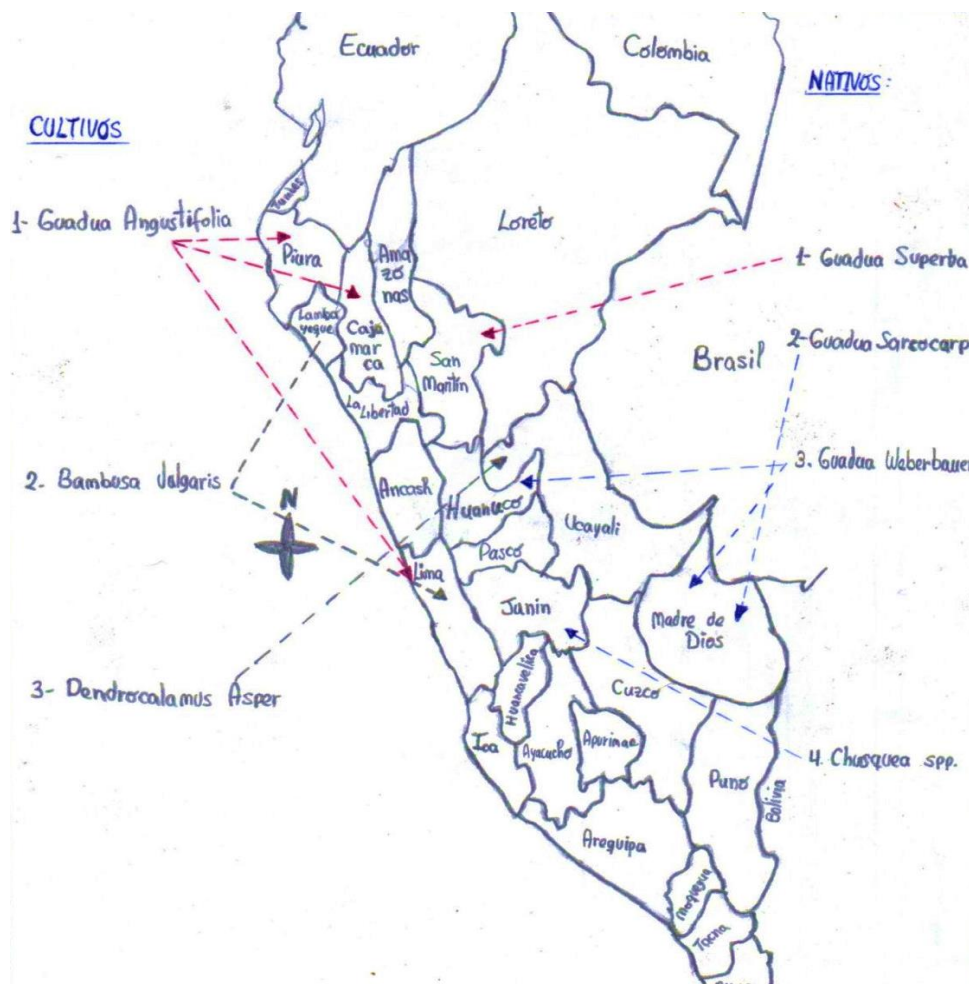 Ecuador
Colombia
NATIVOS:
CULTIVOS
Tumbes
1- Guadua Angustifolia
Loreto
Piura
Ama
zo
nas
1- Guadua Superba
Lamba
yeque
Caja
mar
ca
San
Martín
Brasil
2- Guadua Sarcocarp
La Libertad
2. Bambusa Vulgaris
Ancash
Huanuco
3. Guadua Weberbauer
N
Ucayali
Pasco
Lima
Junin
Madre de
Dios
3- Dendrocalamus Asper
Huancavelica
Cuzco
Ica
Ayacucho
Apurimac
4. Chusquea spp.
Puno
Bolivia
Arequipa
Moquegua
Tacna